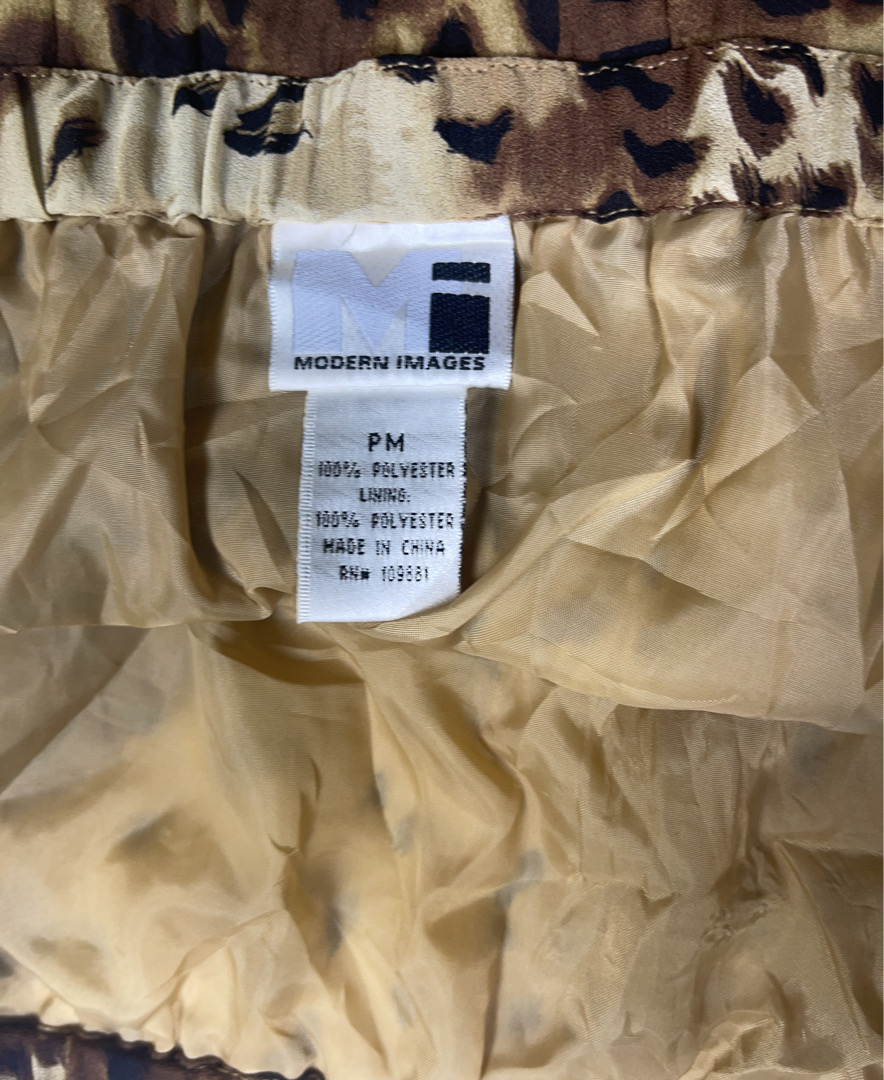 Mi
MODERN IMAGES
PM
100% POLYESTER
LINING:
100% POLYESTER
MADE IN CHINA
RN# 109881